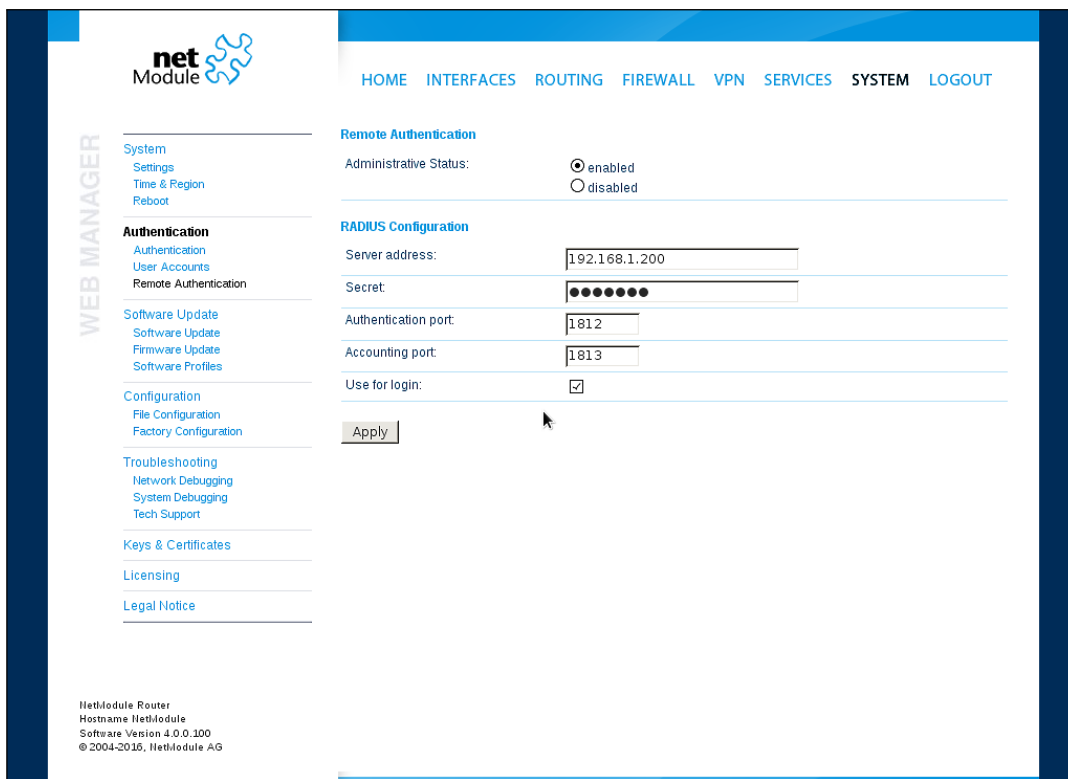 net
Module
HOME INTERFACES ROUTING FIREWALL VPN SERVICES SYSTEM LOGOUT
WEB MANAGER
System
Settings
Time & Region
Reboot
Authentication
Authentication
User Accounts
Remote Authentication
Software Update
Software Update
Firmware Update
Software Profiles
Configuration
File Configuration
Factory Configuration
Troubleshooting
Network Debugging
System Debugging
Tech Support
Keys & Certificates
Licensing
Legal Notice
Remote Authentication
Administrative Status:
enabled
disabled
RADIUS Configuration
Server address: 192.168.1.200
Secret: ●●●●●●●
Authentication port: 1812
Accounting port: 1813
Use for login:
Apply
NetModule Router
Hostname NetModule
Software Version 4.0.0.100
© 2004-2016, NetModule AG